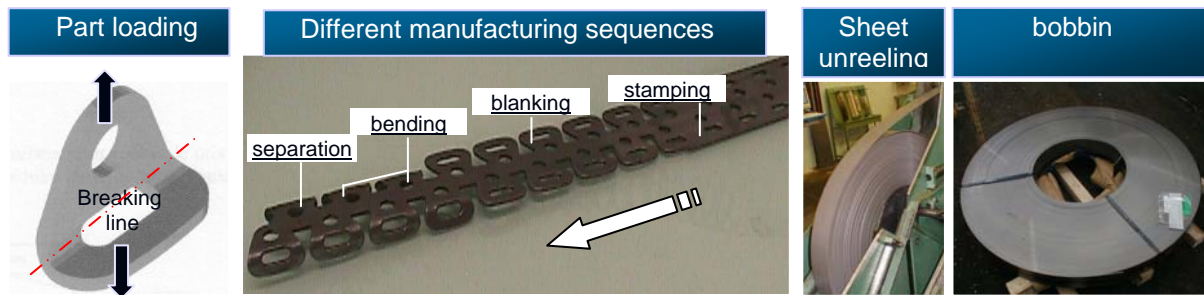 Part loading
Different manufacturing sequences
Sheet
unreeling
bobbin
stamping
blanking
bending
separation
Breaking
line